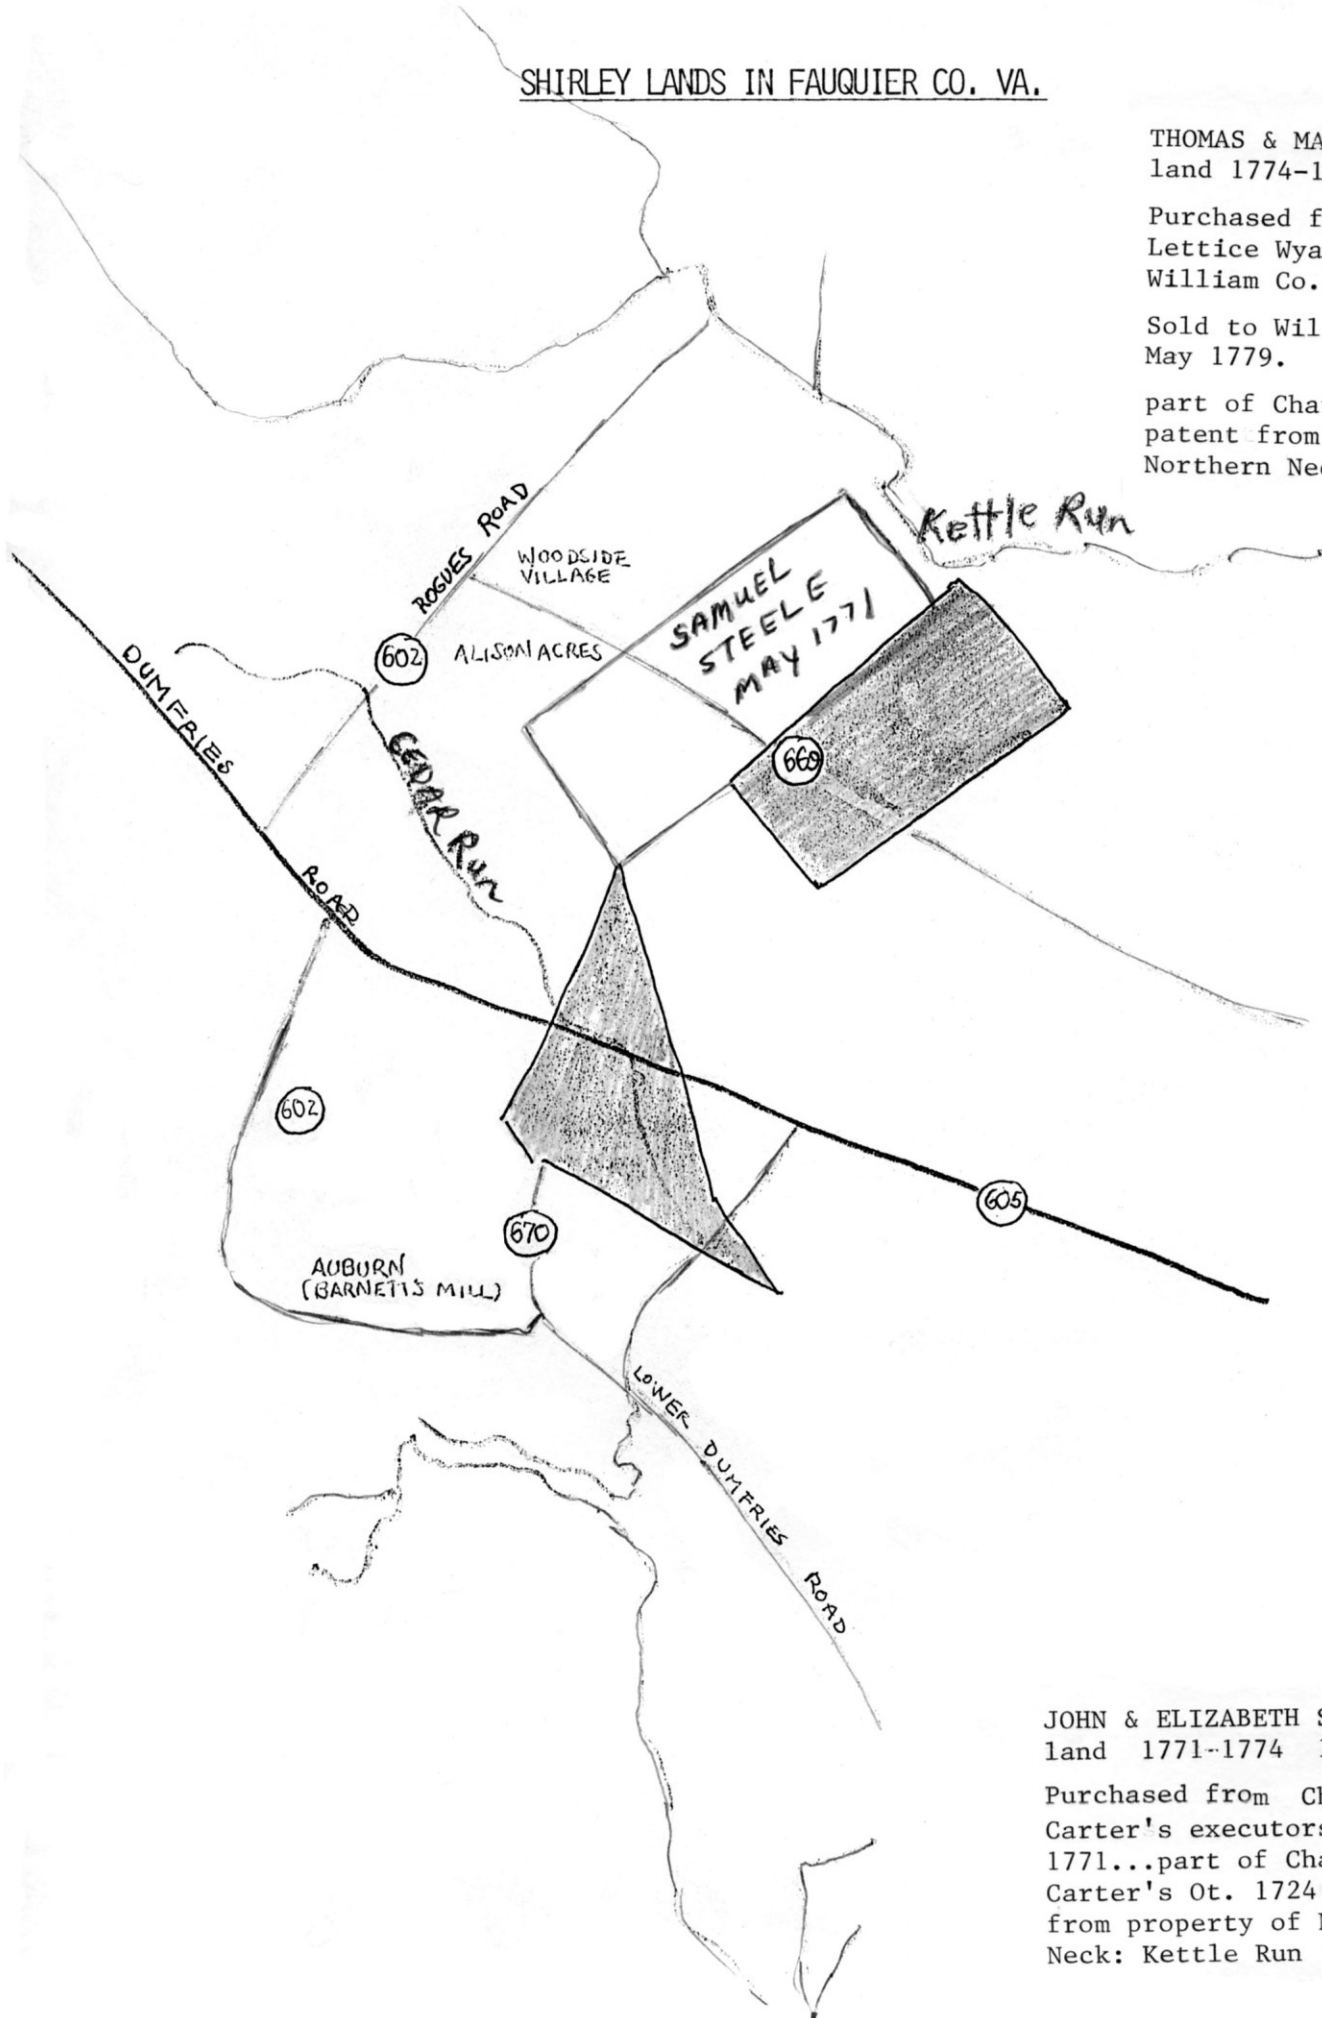 SHIRLEY LANDS IN FAUQUIER CO. VA.
THOMAS & MA
land 1774-1
Purchased f
Lettice Wya
William Co.
Sold to Wil
May 1779.
part of Cha
patent from
Northern Nec
Kettle Run
ROGUES ROAD
WOODSIDE
VILLAGE
SAMUEL
STEELE
MAY 1771
602
ALISON ACRES
DUMFRIES
ROAD
CEDAR Run
669
602
605
670
AUBURN
(BARNETTS MILL)
LOWER DUMFRIES ROAD
JOHN & ELIZABETH S
land 1771-1774
Purchased from Ch
Carter's executors
1771...part of Cha
Carter's Ot. 1724
from property of N
Neck: Kettle Run